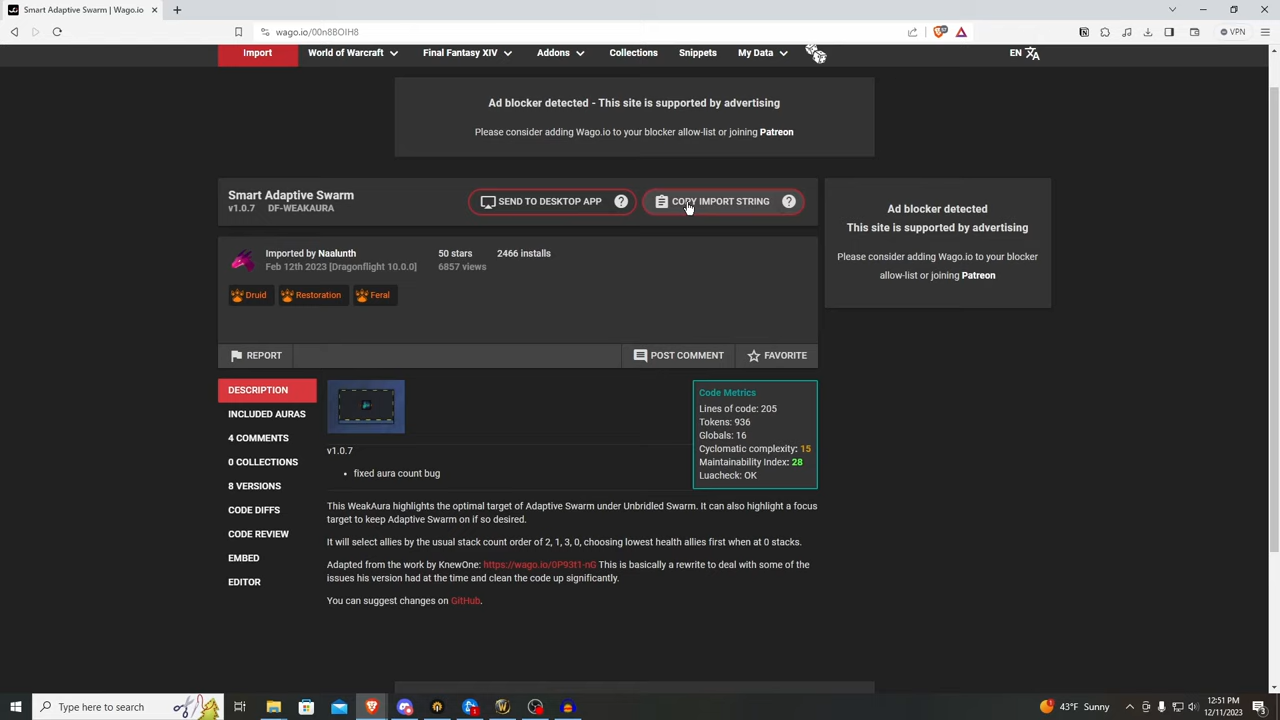 Smart Adaptive Swarm | Wago.io
wago.io/00n8BOIH8
VPN
Import
World of Warcraft
Final Fantasy XIV
Addons
Collections
Snippets
My Data
EN
Ad blocker detected - This site is supported by advertising
Please consider adding Wago.io to your blocker allow-list or joining Patreon
Smart Adaptive Swarm
v1.0.7 DF-WEAKAURA
SEND TO DESKTOP APP ?
COPY IMPORT STRING ?
Ad blocker detected
This site is supported by advertising
Please consider adding Wago.io to your blocker
allow-list or joining Patreon
Imported by Naalunth
Feb 12th 2023 [Dragonflight 10.0.0]
50 stars
2466 installs
6857 views
Druid
Restoration
Feral
REPORT
POST COMMENT
FAVORITE
DESCRIPTION
INCLUDED AURAS
4 COMMENTS
0 COLLECTIONS
8 VERSIONS
CODE DIFFS
CODE REVIEW
EMBED
EDITOR
Code Metrics
Lines of code: 205
Tokens: 936
Globals: 16
Cyclomatic complexity: 15
Maintainability Index: 28
Luacheck: OK
v1.0.7
• fixed aura count bug
This WeakAura highlights the optimal target of Adaptive Swarm under Unbridled Swarm. It can also highlight a focus
target to keep Adaptive Swarm on if so desired.
It will select allies by the usual stack count order of 2, 1, 3, 0, choosing lowest health allies first when at 0 stacks.
Adapted from the work by KnewOne: https://wago.io/0P93t1-nG This is basically a rewrite to deal with some of the
issues his version had at the time and clean the code up significantly.
You can suggest changes on GitHub.
Type here to search
43°F Sunny
12:51 PM
12/11/2023